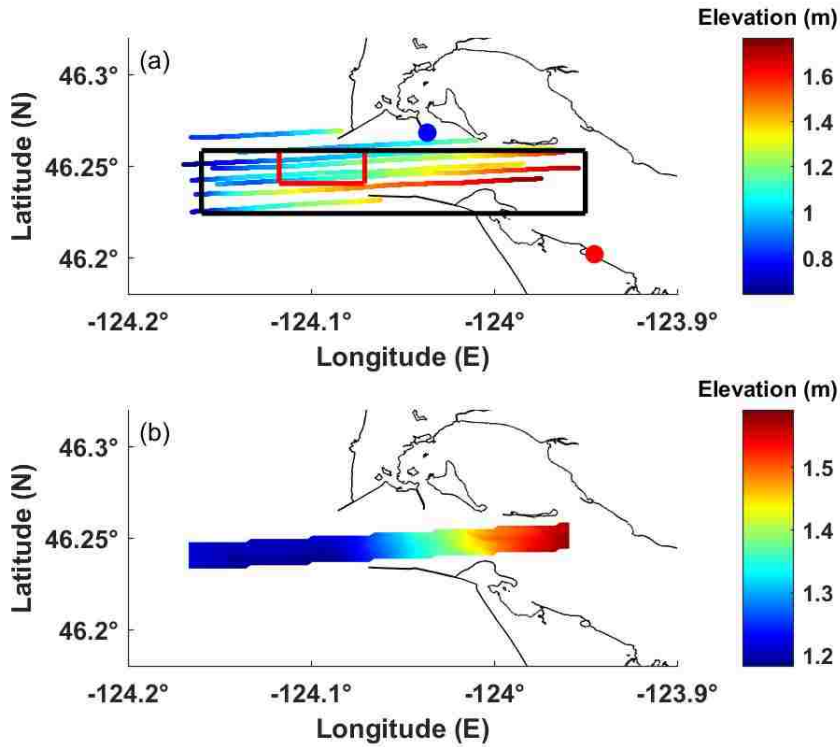 Elevation (m)
(a)
46.3°
46.25°
46.2°
Latitude (N)
1.6
1.4
1.2
1
0.8
-124.2°
-124.1°
-124°
-123.9°
Longitude (E)
Elevation (m)
(b)
46.3°
46.25°
46.2°
Latitude (N)
1.5
1.4
1.3
1.2
-124.2°
-124.1°
-124°
-123.9°
Longitude (E)